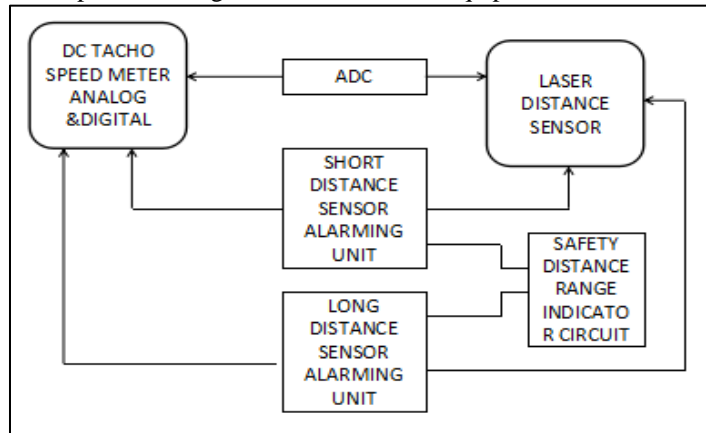 DC TACHO
SPEED METER
ANALOG
&DIGITAL
ADC
LASER
DISTANCE
SENSOR
SHORT
DISTANCE
SENSOR
ALARMING
UNIT
SAFETY
DISTANCE
RANGE
INDICATO
R CIRCUIT
LONG
DISTANCE
SENSOR
ALARMING
UNIT